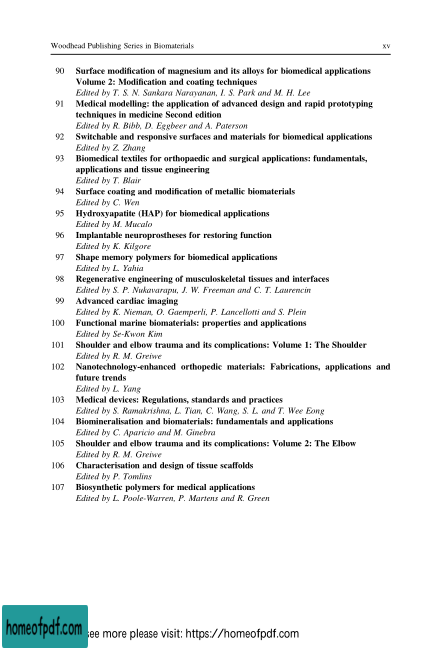 Woodhead Publishing Series in Biomaterials xv
90 Surface modification of magnesium and its alloys for biomedical applications
Volume 2: Modification and coating techniques
Edited by T. S. N. Sankara Narayanan, I. S. Park and M. H. Lee
91 Medical modelling: the application of advanced design and rapid prototyping
techniques in medicine Second edition
Edited by R. Bibb, D. Eggbeer and A. Paterson
92 Switchable and responsive surfaces and materials for biomedical applications
Edited by Z. Zhang
93 Biomedical textiles for orthopaedic and surgical applications: fundamentals,
applications and tissue engineering
Edited by T. Blair
94 Surface coating and modification of metallic biomaterials
Edited by C. Wen
95 Hydroxyapatite (HAP) for biomedical applications
Edited by M. Mucalo
96 Implantable neuroprostheses for restoring function
Edited by K. Kilgore
97 Shape memory polymers for biomedical applications
Edited by L. Yahia
98 Regenerative engineering of musculoskeletal tissues and interfaces
Edited by S. P. Nukavarapu, J. W. Freeman and C. T. Laurencin
99 Advanced cardiac imaging
Edited by K. Nieman, O. Gaemperli, P. Lancellotti and S. Plein
100 Functional marine biomaterials: properties and applications
Edited by Se-Kwon Kim
101 Shoulder and elbow trauma and its complications: Volume 1: The Shoulder
Edited by R. M. Greiwe
102 Nanotechnology-enhanced orthopedic materials: Fabrications, applications and
future trends
Edited by L. Yang
103 Medical devices: Regulations, standards and practices
Edited by S. Ramakrishna, L. Tian, C. Wang, S. L. and T. Wee Eong
104 Biomineralisation and biomaterials: fundamentals and applications
Edited by C. Aparicio and M. Ginebra
105 Shoulder and elbow trauma and its complications: Volume 2: The Elbow
Edited by R. M. Greiwe
106 Characterisation and design of tissue scaffolds
Edited by P. Tomlins
107 Biosynthetic polymers for medical applications
Edited by L. Poole-Warren, P. Martens and R. Green
homeofpdf.com see more please visit: https://homeofpdf.com